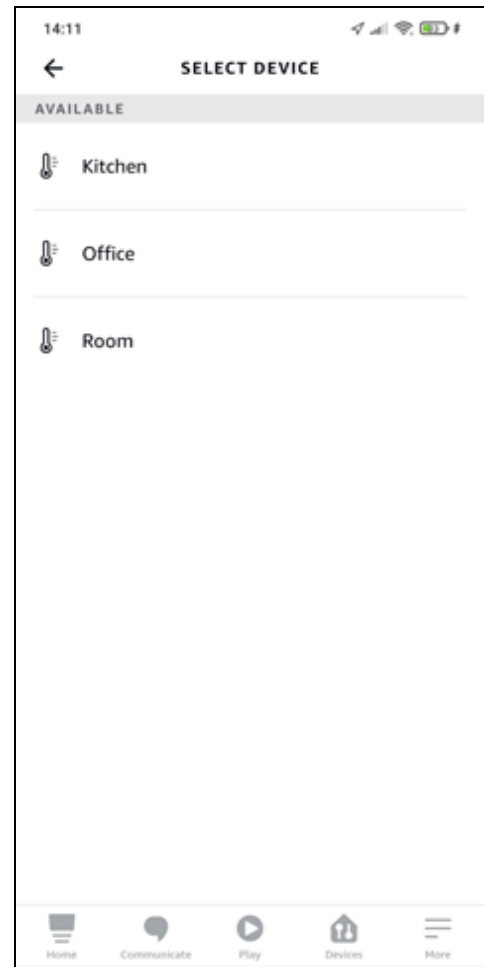 14:11
SELECT DEVICE
AVAILABLE
Kitchen
Office
Room
Home Communicate Play Devices More